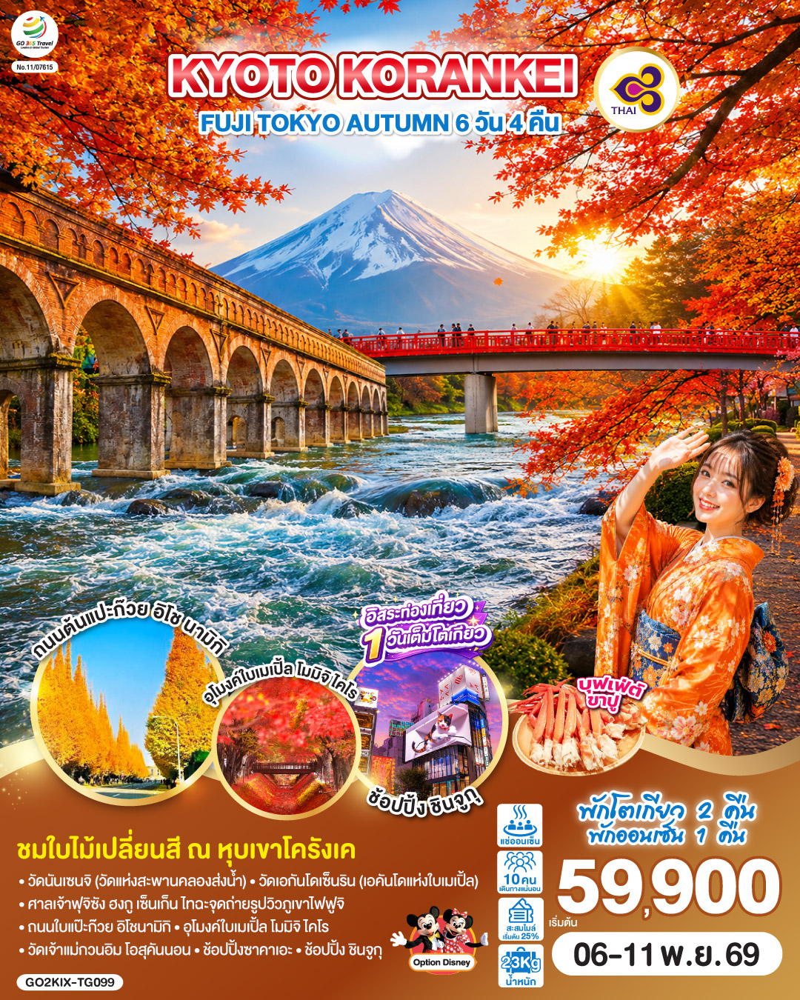 GO 365 Travel
Leaders in Global Tourism
No.11/07615
KYOTO KORANKEI
THAI
FUJI TOKYO AUTUMN 6 วัน 4 คืน
ถนนต้นแปะก๊วย อิโช นามิกิ
อุโมงค์ใบเมเปิ้ล โมมิจิ ไคโร
อิสระท่องเที่ยว
1 วันเต็มโตเกียว
ช้อปปิ้ง ชินจูกุ
บุฟเฟ่ต์
ขาปู
ชมใบไม้เปลี่ยนสี ณ หุบเขาโครังเค
• วัดนันเซนจิ (วัดแห่งสะพานคลองส่งน้ำ) • วัดเอกันโดเซ็นริน (เอคันโดแห่งใบเมเปิ้ล)
• ศาลเจ้าฟุจิซัง ฮงกู เซ็นเก็น ไทฉะจุดถ่ายรูปวิวภูเขาไฟฟูจิ
• ถนนใบแป๊ะก๊วย อิโชนามิกิ • อุโมงค์ใบเมเปิ้ล โมมิจิ ไคโร
• วัดเจ้าแม่กวนอิม โอสุคันนอน • ช้อปปิ้งซาคาเอะ • ช้อปปิ้ง ชินจูกุ
GO2KIX-TG099
Option Disney
แช่ออนเซ็น
10 คน
เดินทางแน่นอน
สะสมไมล์
เริ่มต้น 25%
23Kg
น้ำหนัก
พักโตเกียว 2 คืน
พักออนเซ็น 1 คืน
59,900
เริ่มต้น
06-11 พ.ย. 69